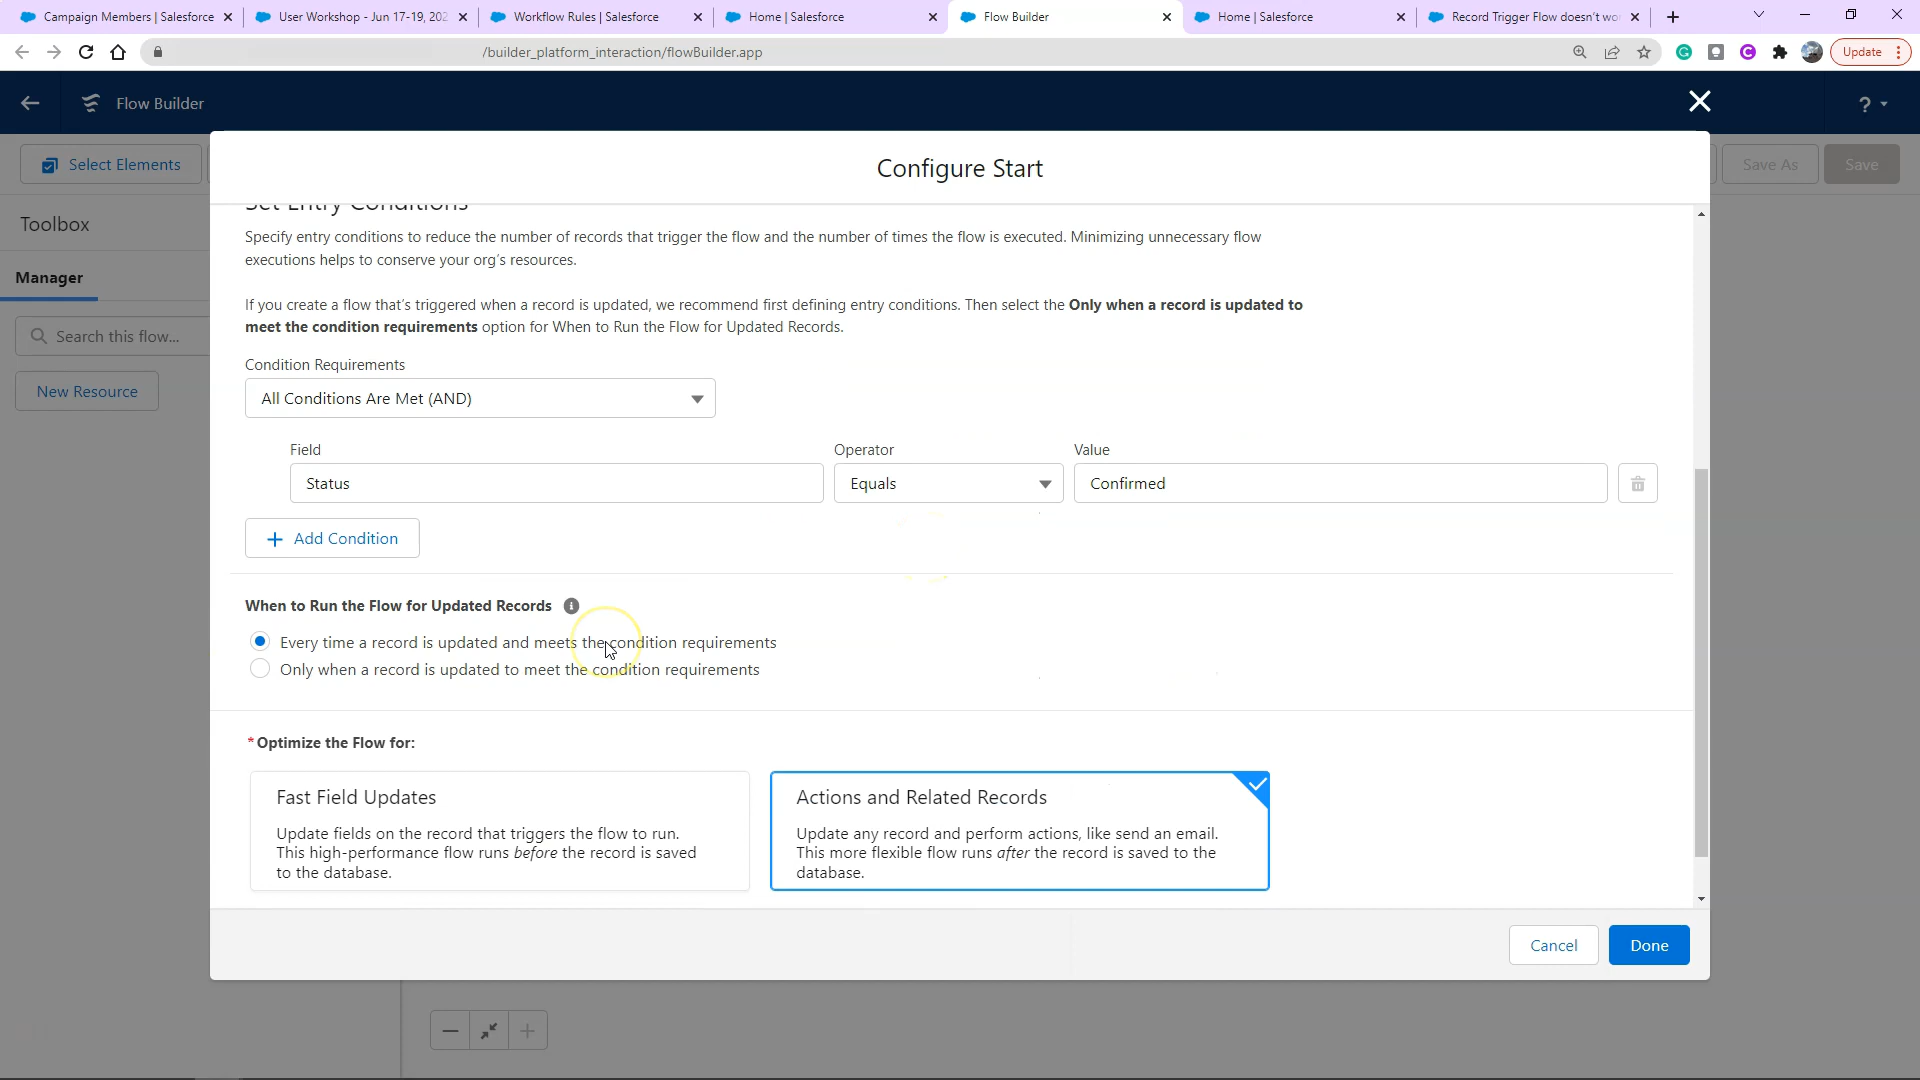 Campaign Members | Salesforce
User Workshop - Jun 17-19, 202
Workflow Rules | Salesforce
Home | Salesforce
Flow Builder
Home | Salesforce
Record Trigger Flow doesn't wo
/builder_platform_interaction/flowBuilder.app
Update
Flow Builder
?
Select Elements
Configure Start
Save As
Save
Toolbox
Set Entry Conditions
Specify entry conditions to reduce the number of records that trigger the flow and the number of times the flow is executed. Minimizing unnecessary flow
executions helps to conserve your org's resources.
Manager
If you create a flow that's triggered when a record is updated, we recommend first defining entry conditions. Then select the Only when a record is updated to
meet the condition requirements option for When to Run the Flow for Updated Records.
Search this flow...
Condition Requirements
New Resource
All Conditions Are Met (AND)
Field
Operator
Value
Status
Equals
Confirmed
Add Condition
When to Run the Flow for Updated Records
Every time a record is updated and meets the condition requirements
Only when a record is updated to meet the condition requirements
*Optimize the Flow for:
Fast Field Updates
Update fields on the record that triggers the flow to run.
This high-performance flow runs before the record is saved
to the database.
Actions and Related Records
Update any record and perform actions, like send an email.
This more flexible flow runs after the record is saved to the
database.
Cancel
Done